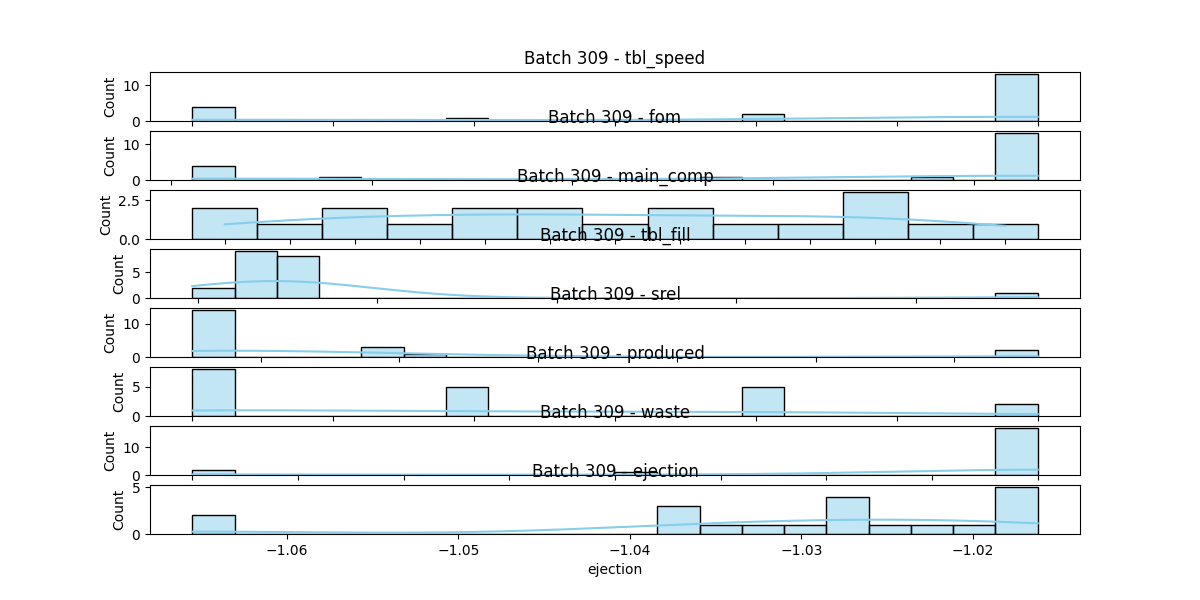 Batch 309 - tbl_speed
Count
10
0
Batch 309 - fom
Count
10
0
Batch 309 - main_comp
Count
2.5
0.0
Batch 309 - tbl_fill
Count
5
0
Batch 309 - srel
Count
10
0
Batch 309 - produced
Count
5
0
Batch 309 - waste
Count
10
0
Batch 309 - ejection
Count
5
0
−1.06 −1.05 −1.04 −1.03 −1.02
ejection